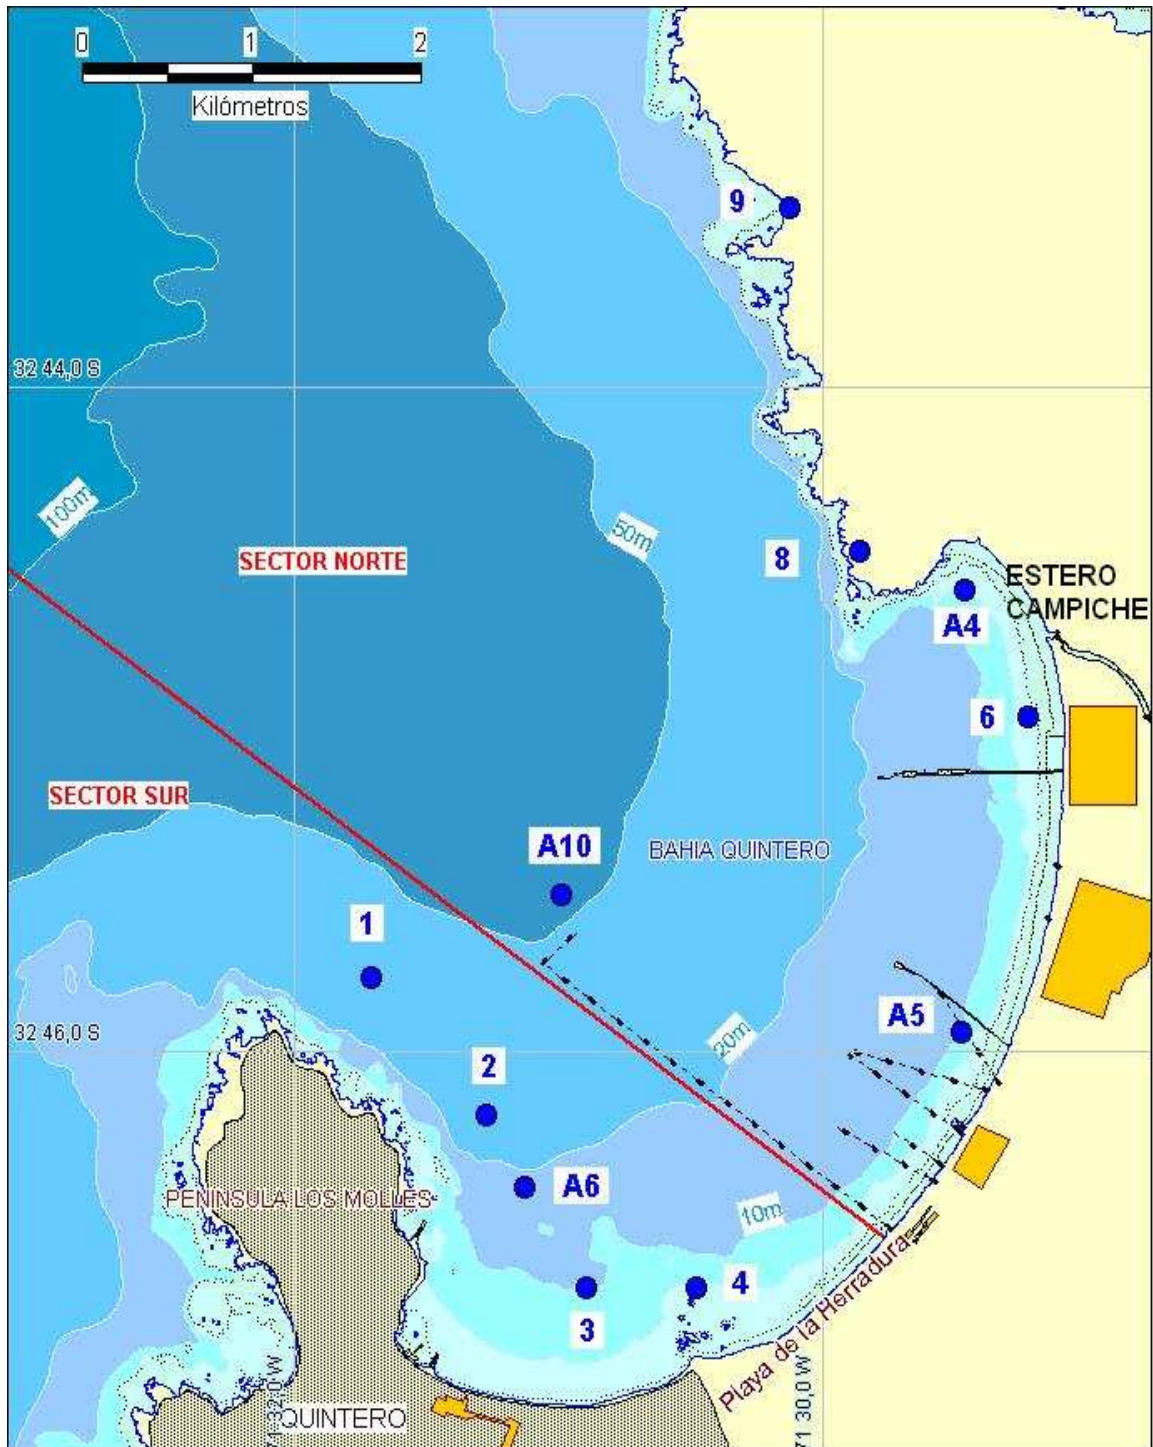 0 1 2
Kilómetros
9
32 44,0 S
100m
50m
SECTOR NORTE
8
ESTERO
CAMPICHE
A4
6
SECTOR SUR
A10
BAHIA QUINTERO
1
A5
32 46,0 S
20m
2
PENINSULA LOS MOLLES
A6
10m
4
3
Playa de la Herradura
71 32,0 W
71 30,0 W
QUINTERO